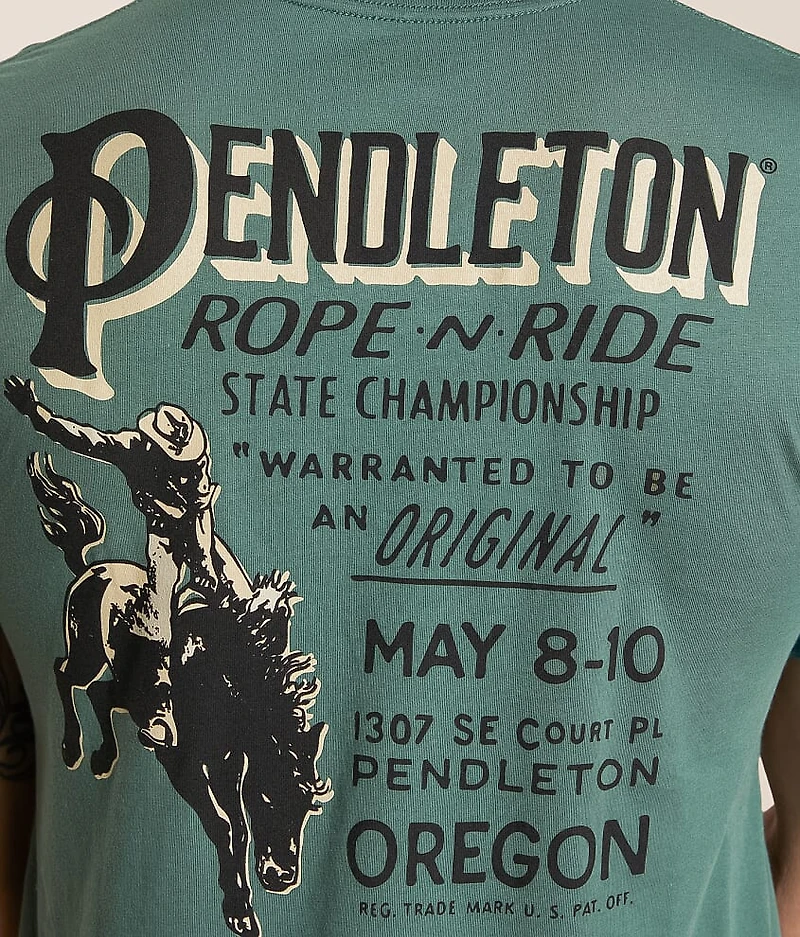 PENDLETON®
ROPE·N·RIDE
STATE CHAMPIONSHIP
"WARRANTED TO BE
AN ORIGINAL"
MAY 8-10
1307 SE COURT PL
PENDLETON
OREGON
REG. TRADE MARK U. S. PAT. OFF.